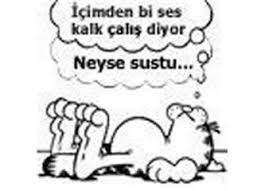 İçimden bi ses
kalk çalış diyor
Neyse sustu...